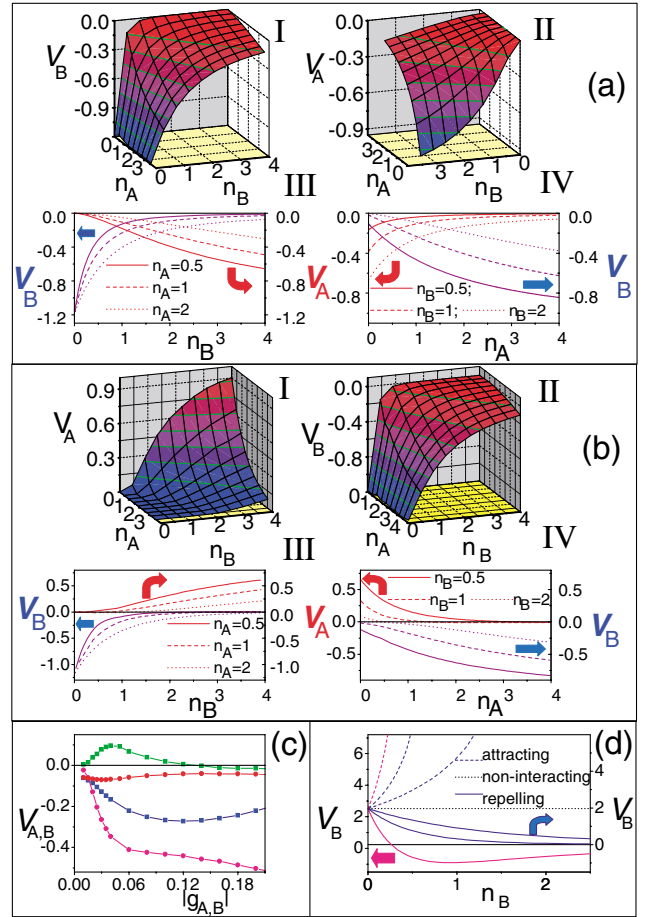 (a)
I
V_B
0.0
-0.3
-0.6
-0.9
0 1 2 3
n_A
0 1 2 3 4
n_B
II
V_A
0.0
-0.3
-0.6
-0.9
3 2 1 0
n_A
3 2 1 0
n_B
III
V_B
0.0
-0.4
-0.8
-1.2
n_A=0.5
n_A=1
n_A=2
0.0
-0.4
-0.8
V_A
0 1 2 3 4
n_B
IV
0.0
-0.4
-0.8
n_B=0.5;
n_B=1; n_B=2
0.0
-0.4
-0.8
V_B
0 1 2 3 4
n_A
(b)
I
V_A
0.9
0.6
0.3
0 1 2 3
n_A
0 1 2 3 4
n_B
II
V_B
0.0
-0.4
-0.8
0 1 2 3 4
n_A
0 1 2 3 4
n_B
III
V_B
0.5
0.0
-0.5
-1.0
n_A=0.5
n_A=1
n_A=2
0.5
0.0
-0.5
-1.0
V_A
0 1 2 3 4
n_B
IV
0.5
0.0
-0.5
n_B=0.5
n_B=1 n_B=2
0.5
0.0
-0.5
V_B
0 1 2 3 4
n_A
(c)
V_A,B
0.0
-0.2
-0.4
0.00 0.06 0.12 0.18
|g_A,B|
(d)
V_B
6
4
2
0
attracting
non-interacting
repelling
6
4
2
0
V_B
0 1 2
n_B